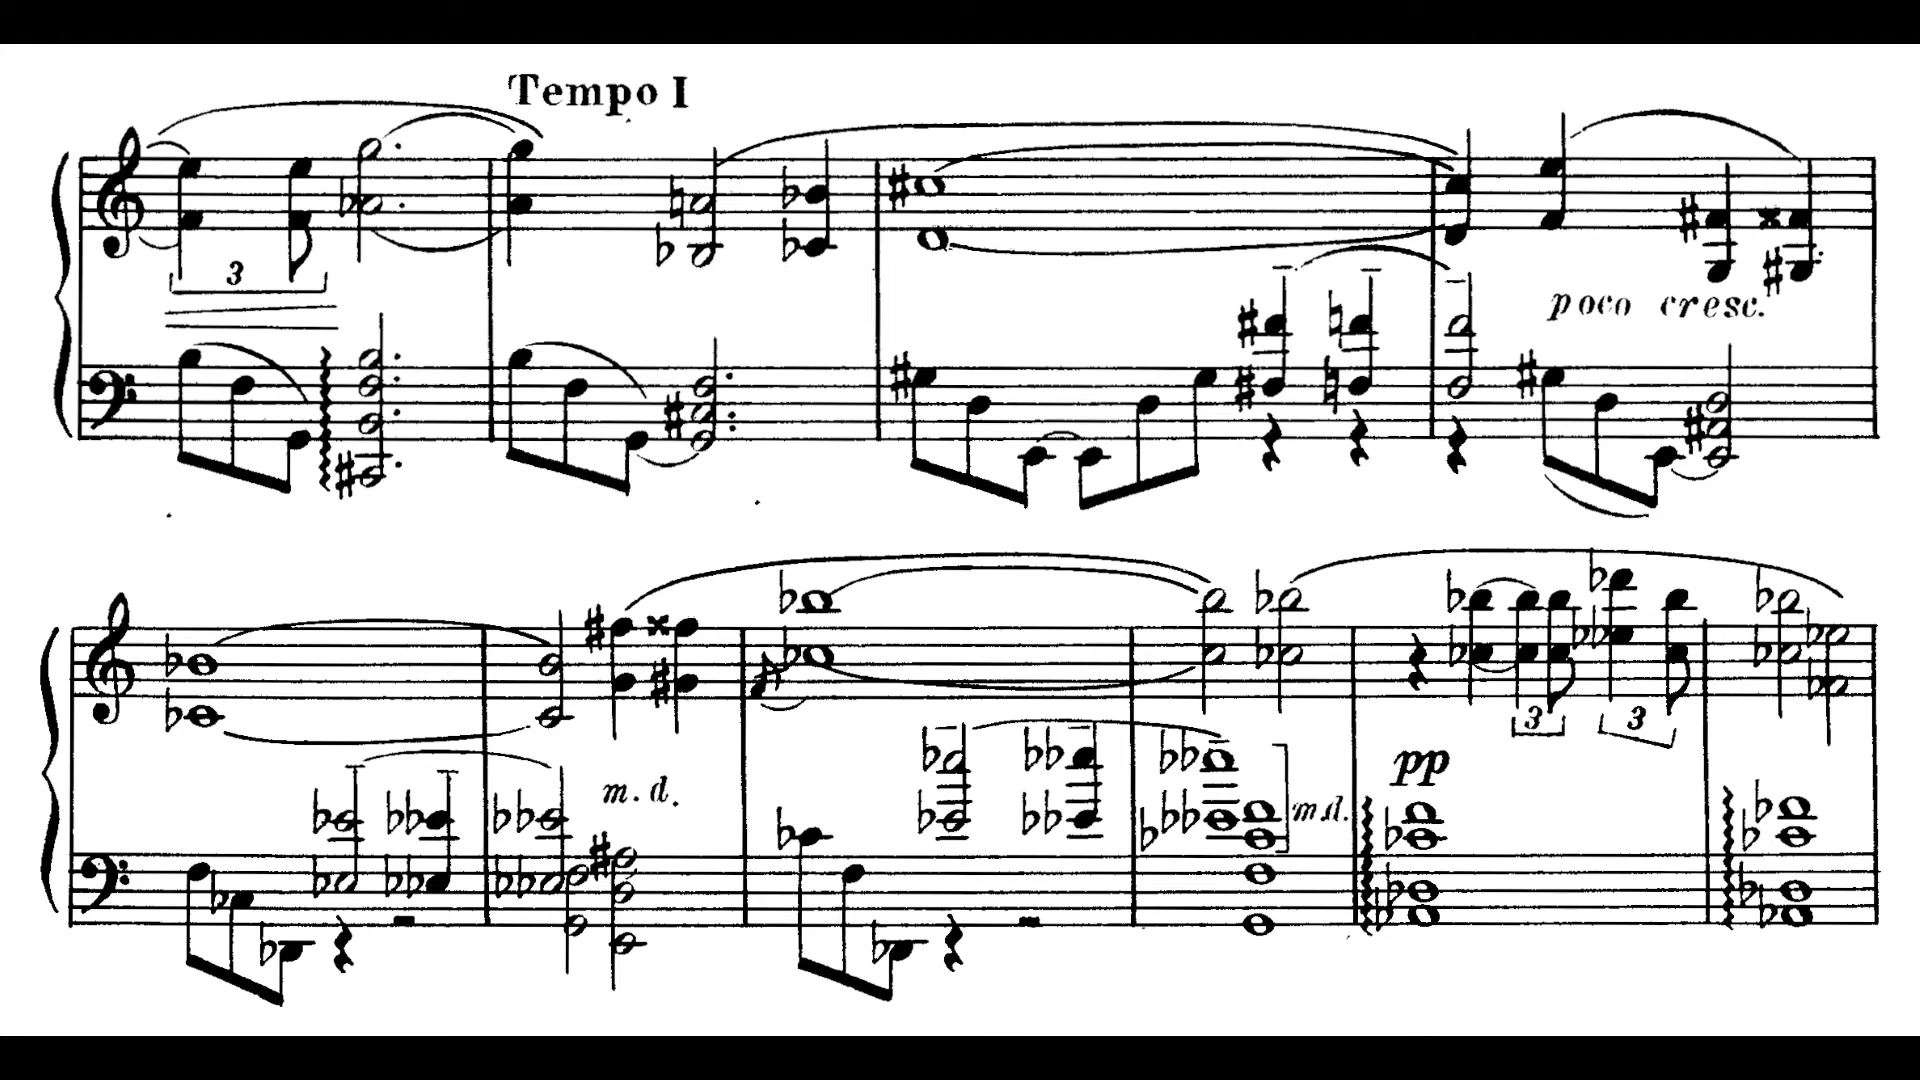 Tempo I
3
poco cresc.
m. d.
m.d.
3
3
pp